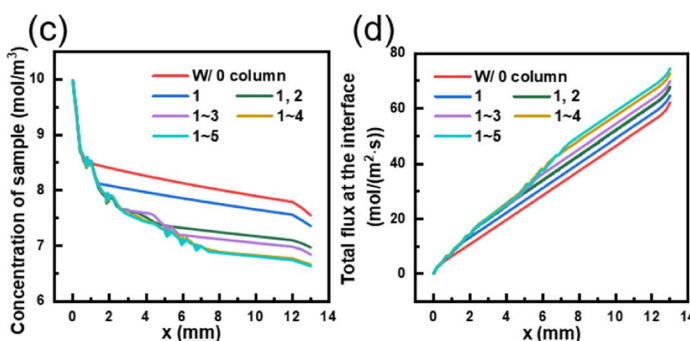 (c)
Concentration of sample (mol/m³)
10
9
8
7
6
W/ 0 column
1 1, 2
1~3 1~4
1~5
0 2 4 6 8 10 12 14
x (mm)
(d)
Total flux at the interface
(mol/(m²·s))
80
60
40
20
0
W/ 0 column
1 1, 2
1~3 1~4
1~5
0 2 4 6 8 10 12 14
x (mm)